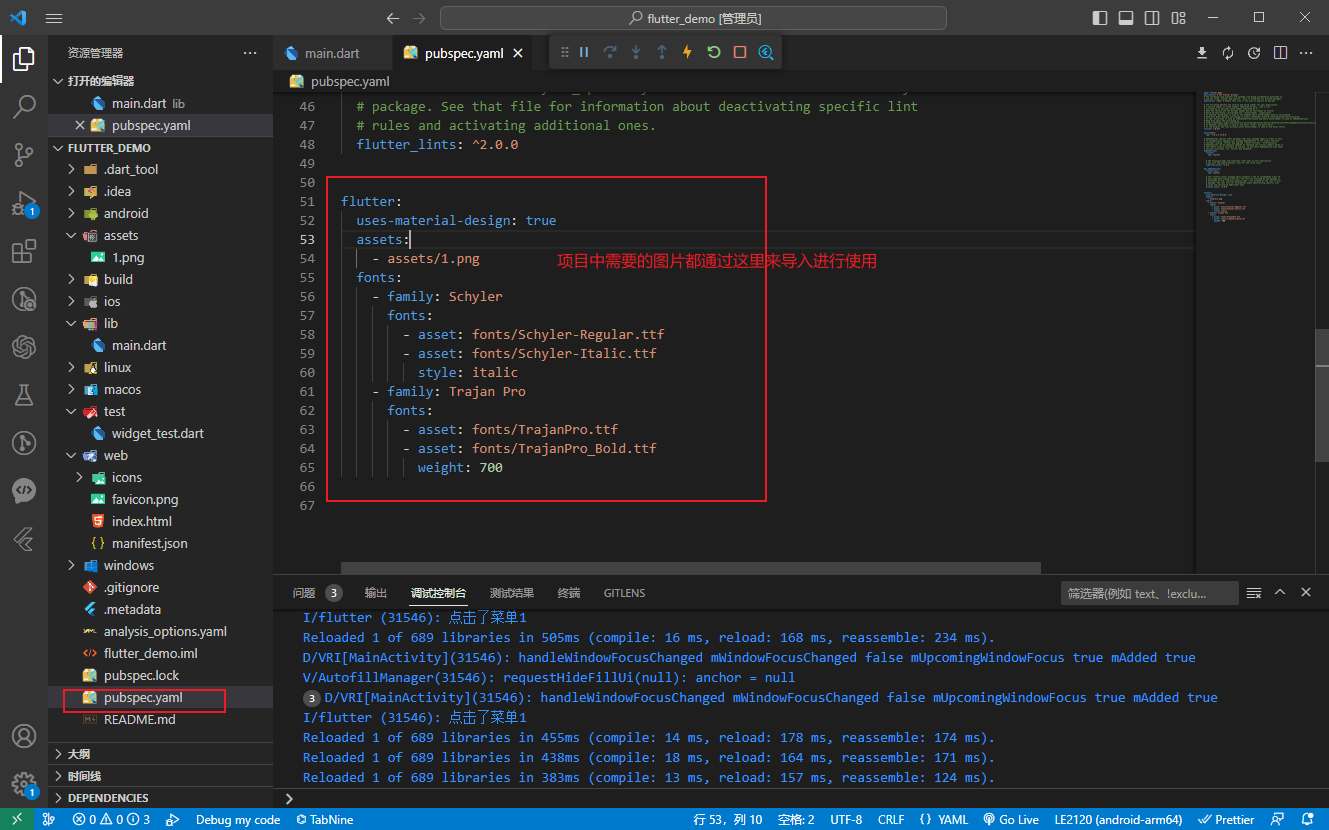 flutter_demo [管理员]
资源管理器
main.dart
pubspec.yaml
打开的编辑器
main.dart lib
pubspec.yaml
FLUTTER_DEMO
.dart_tool
.idea
android
assets
1.png
build
ios
lib
main.dart
linux
macos
test
widget_test.dart
web
icons
favicon.png
index.html
manifest.json
windows
.gitignore
.metadata
analysis_options.yaml
flutter_demo.iml
pubspec.lock
pubspec.yaml
README.md
大纲
时间线
DEPENDENCIES
pubspec.yaml
46 # package. See that file for information about deactivating specific lint
47 # rules and activating additional ones.
48 flutter_lints: ^2.0.0
49
50
51 flutter:
52 uses-material-design: true
53 assets:
54 - assets/1.png
项目中需要的图片都通过这里来导入进行使用
55 fonts:
56 - family: Schyler
57 fonts:
58 - asset: fonts/Schyler-Regular.ttf
59 - asset: fonts/Schyler-Italic.ttf
60 style: italic
61 - family: Trajan Pro
62 fonts:
63 - asset: fonts/TrajanPro.ttf
64 - asset: fonts/TrajanPro_Bold.ttf
65 weight: 700
66
67
问题 3 输出 调试控制台 测试结果 终端 GITLENS
筛选器(例如 text、!exclu...
I/flutter (31546): 点击了菜单1
Reloaded 1 of 689 libraries in 505ms (compile: 16 ms, reload: 168 ms, reassemble: 234 ms).
D/VRI[MainActivity](31546): handleWindowFocusChanged mWindowFocusChanged false mUpcomingWindowFocus true mAdded true
V/AutofillManager(31546): requestHideFillUi(null): anchor = null
3 D/VRI[MainActivity](31546): handleWindowFocusChanged mWindowFocusChanged false mUpcomingWindowFocus true mAdded true
I/flutter (31546): 点击了菜单1
Reloaded 1 of 689 libraries in 455ms (compile: 14 ms, reload: 178 ms, reassemble: 174 ms).
Reloaded 1 of 689 libraries in 438ms (compile: 18 ms, reload: 164 ms, reassemble: 171 ms).
Reloaded 1 of 689 libraries in 383ms (compile: 13 ms, reload: 157 ms, reassemble: 124 ms).
1
1
0 0 3 Debug my code TabNine 行 53，列 10 空格: 2 UTF-8 CRLF {} YAML Go Live LE2120 (android-arm64) Prettier